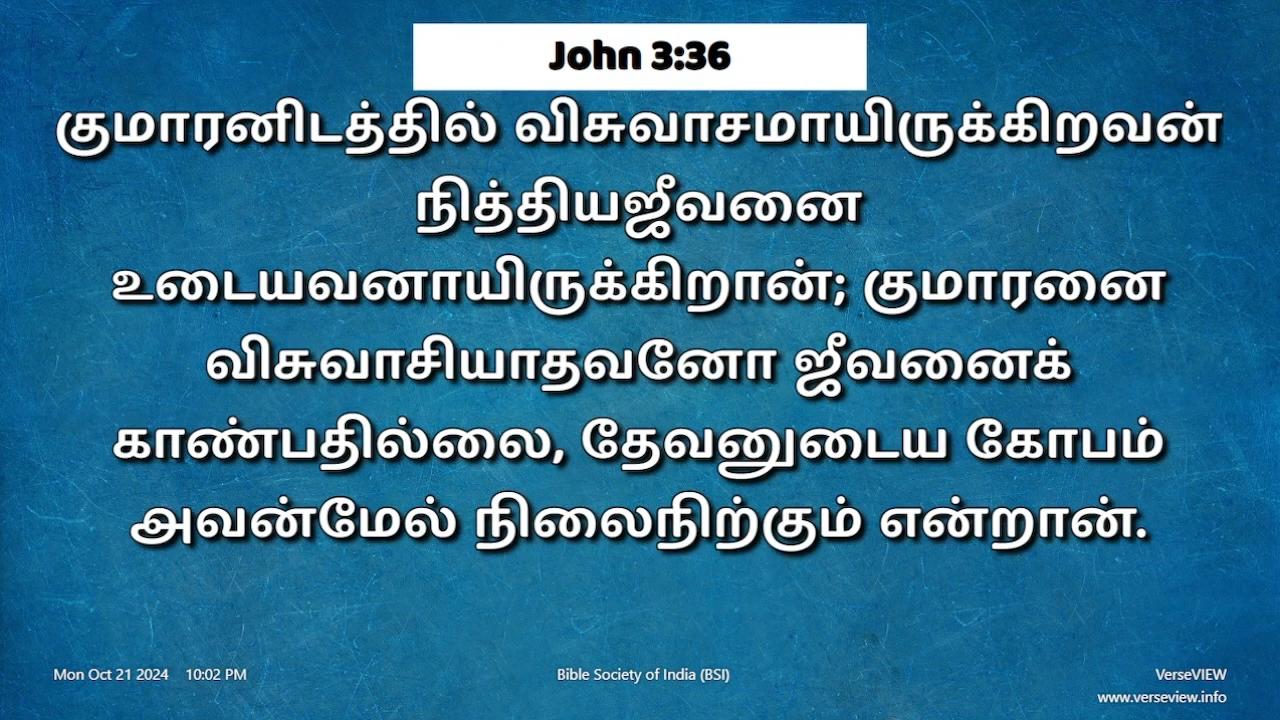 John 3:36
குமாரனிடத்தில் விசுவாசமாயிருக்கிறவன்
நித்தியஜீவனை
உடையவனாயிருக்கிறான்; குமாரனை
விசுவாசியாதவனோ ஜீவனைக்
காண்பதில்லை, தேவனுடைய கோபம்
அவன்மேல் நிலைநிற்கும் என்றான்.
Mon Oct 21 2024 10:02 PM
Bible Society of India (BSI)
VerseVIEW
www.verseview.info